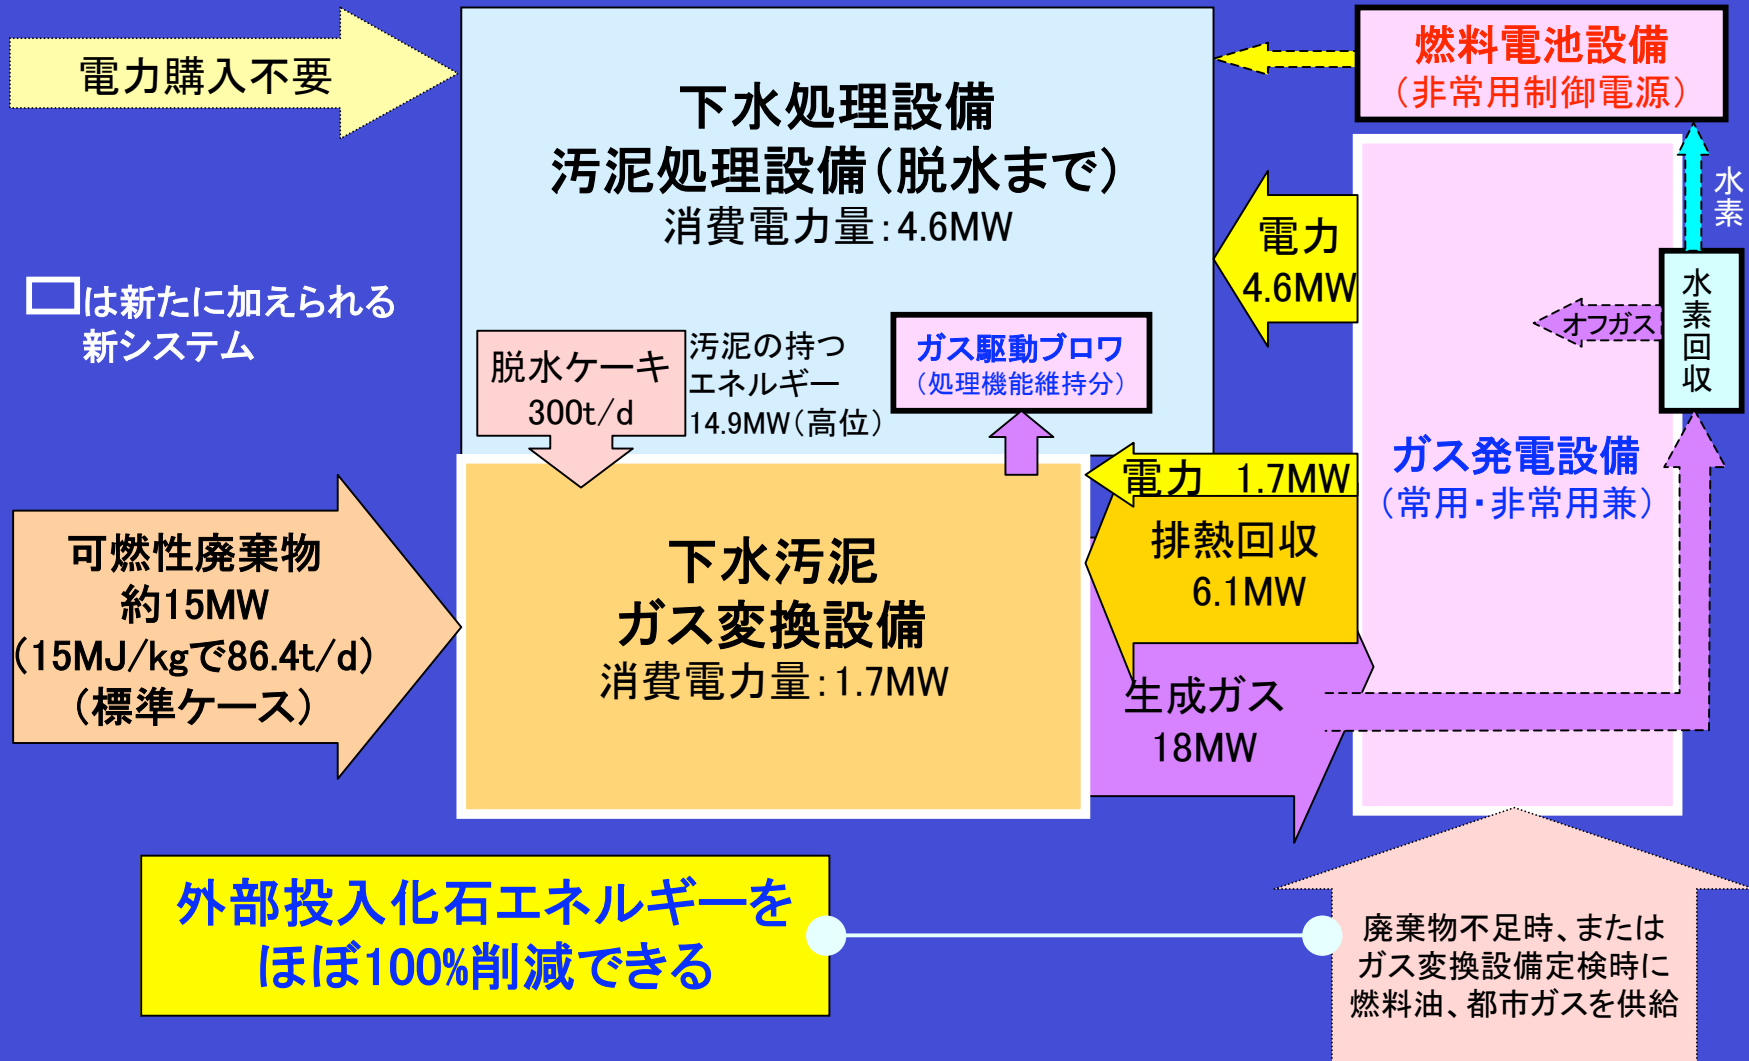 電力購入不要
下水処理設備
汚泥処理設備（脱水まで）
消費電力量：4.6MW
燃料電池設備
（非常用制御電源）
水素
電力
4.6MW
水素回収
オフガス
は新たに加えられる
新システム
脱水ケーキ
300t/d
汚泥の持つ
エネルギー
14.9MW（高位）
ガス駆動ブロワ
（処理機能維持分）
ガス発電設備
（常用・非常用兼）
電力 1.7MW
排熱回収
6.1MW
可燃性廃棄物
約15MW
（15MJ/kgで86.4t/d）
（標準ケース）
下水汚泥
ガス変換設備
消費電力量：1.7MW
生成ガス
18MW
外部投入化石エネルギーを
ほぼ100%削減できる
廃棄物不足時、または
ガス変換設備定検時に
燃料油、都市ガスを供給